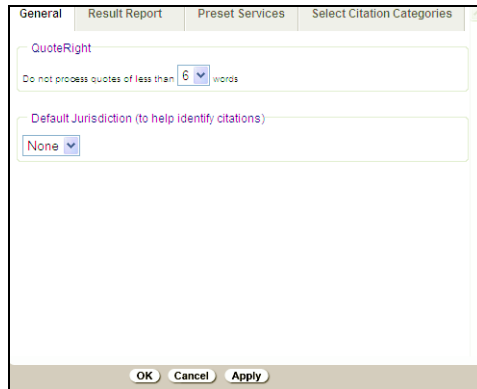 General Result Report Preset Services Select Citation Categories
QuoteRight
Do not process quotes of less than 6 words
Default Jurisdiction (to help identify citations)
None
OK Cancel Apply